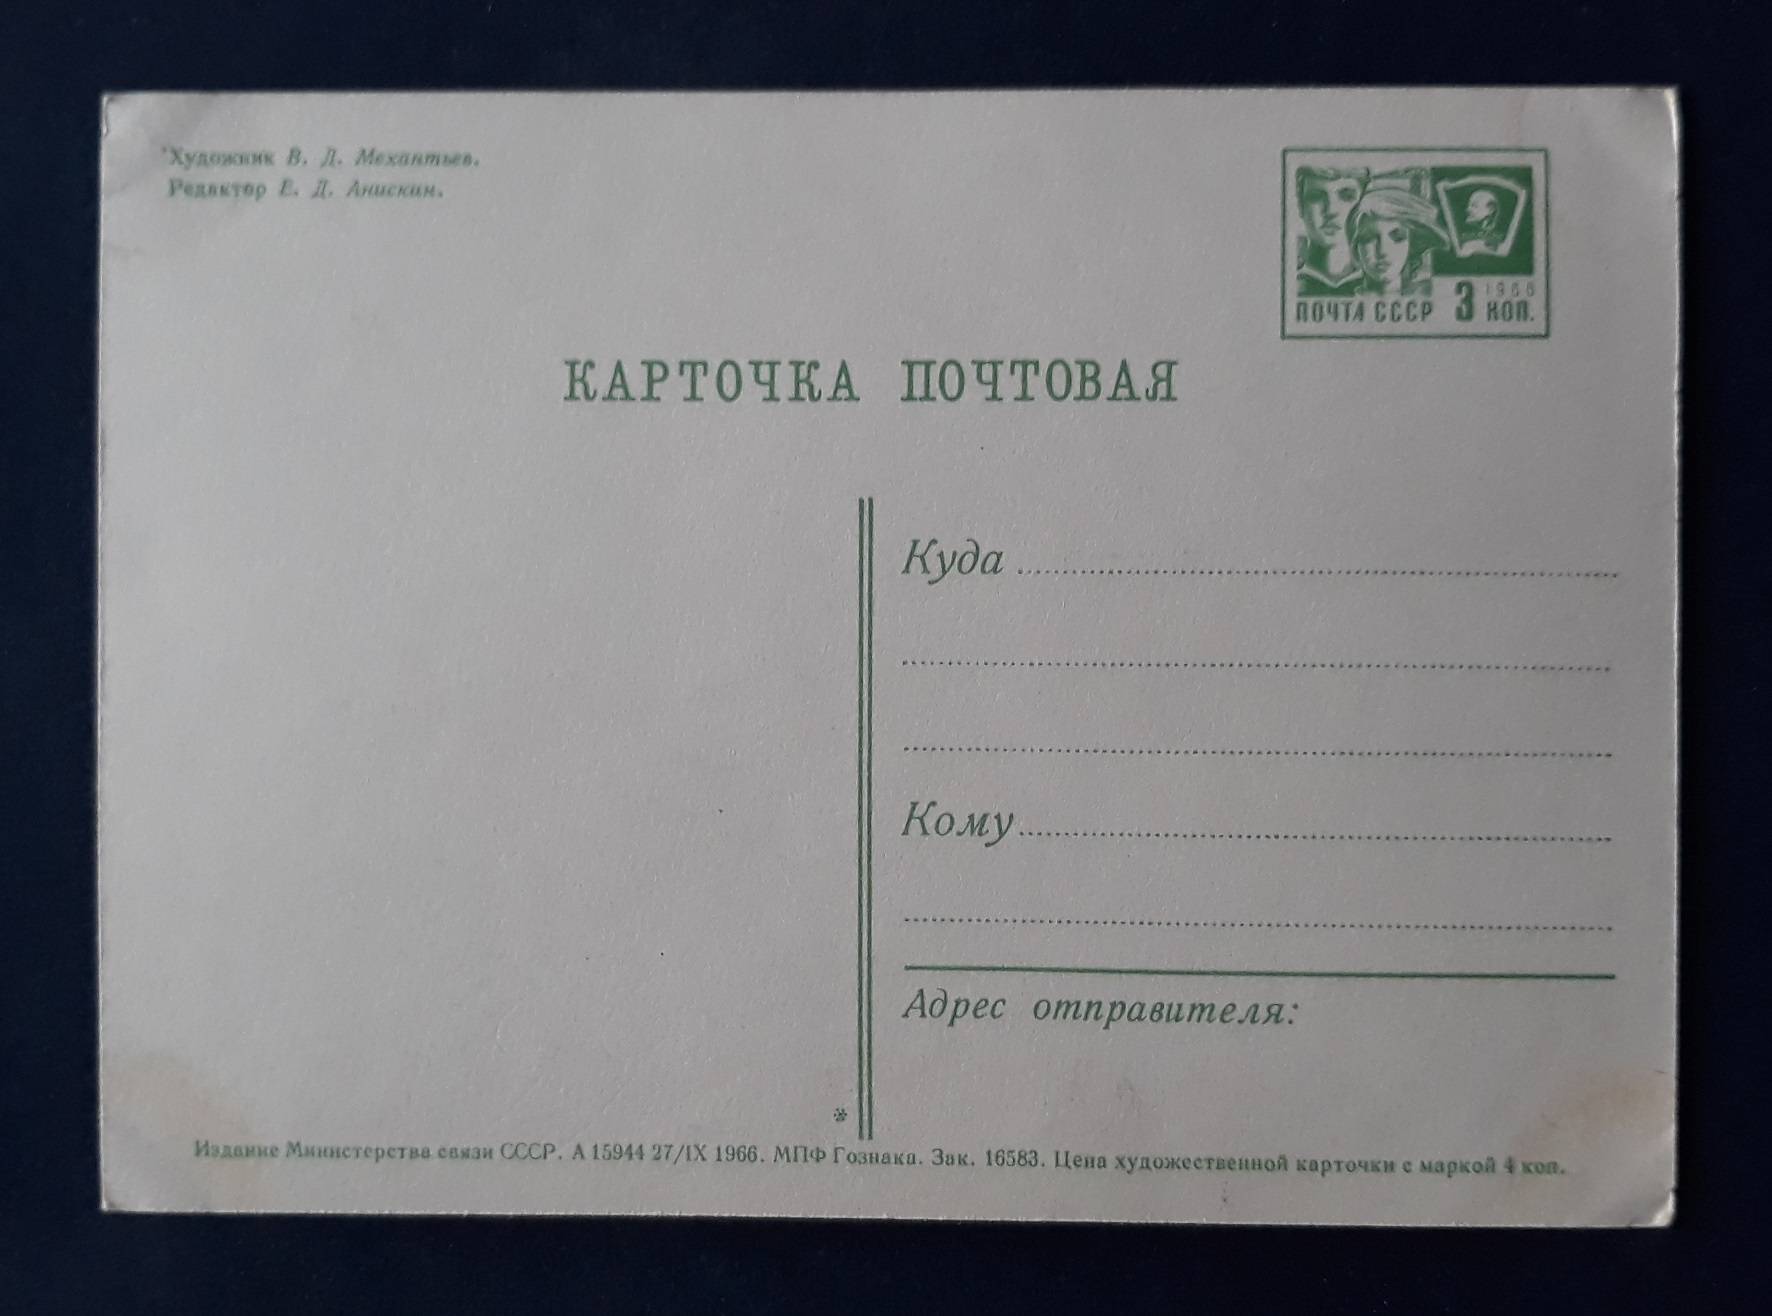 Художник В. Д. Механтьев.
Редактор Е. Д. Анискин.
1966
ПОЧТА СССР 3 КОП.
КАРТОЧКА ПОЧТОВАЯ
Куда
Кому
Адрес отправителя:
Издание Министерства связи СССР. А 15944 27/IX 1966. МПФ Гознака. Зак. 16583. Цена художественной карточки с маркой 4 коп.